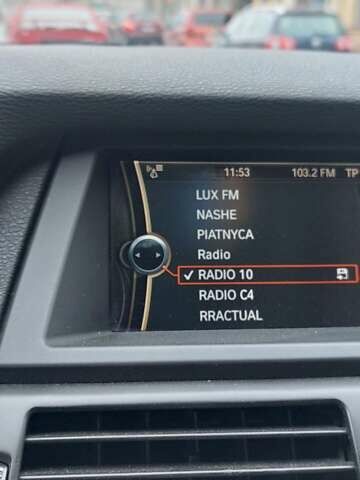 11:53 103.2 FM TP
LUX FM
NASHE
PIATNYCA
Radio
✓ RADIO 10
RADIO C4
RRACTUAL